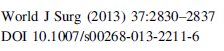 World J Surg (2013) 37:2830–2837
DOI 10.1007/s00268-013-2211-6